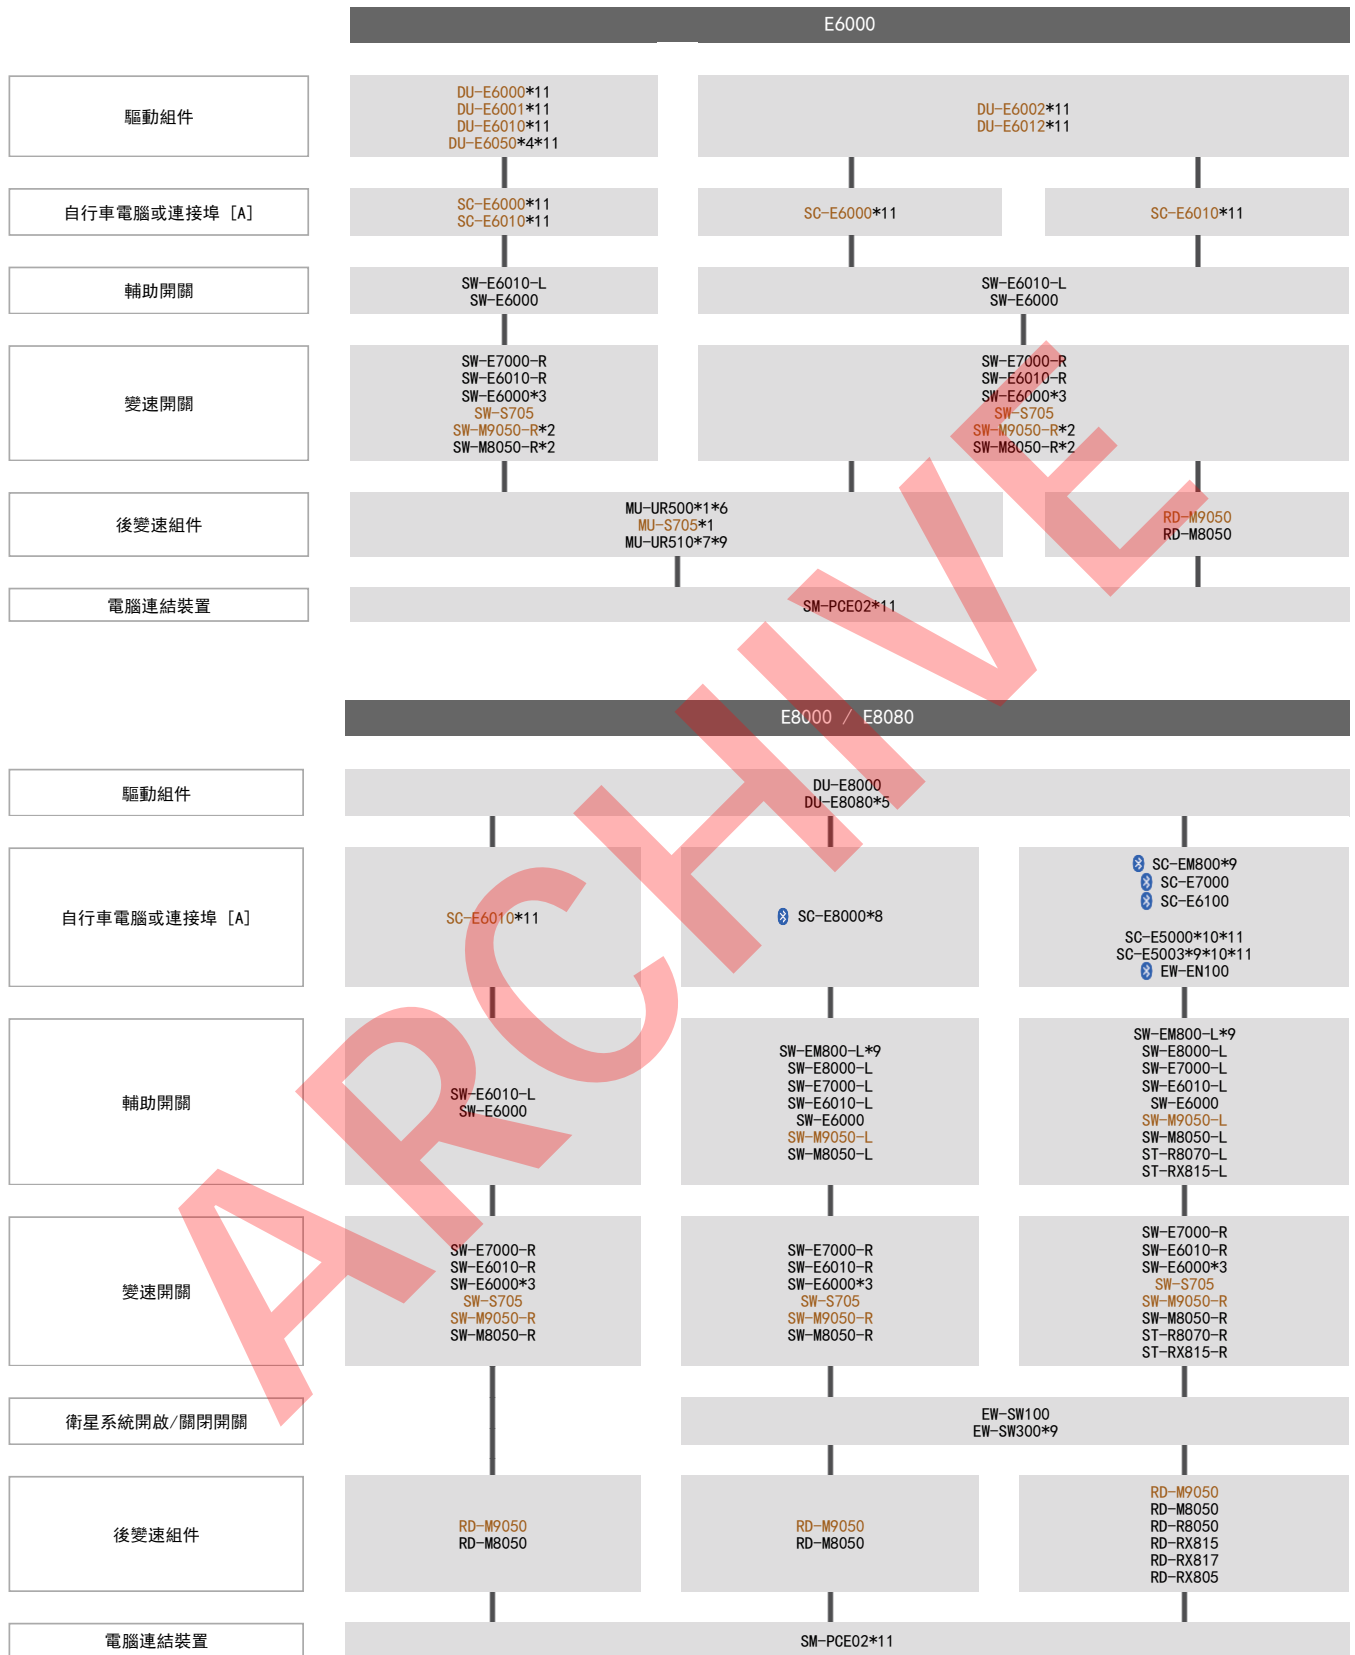 E6000
驅動組件
DU-E6000*11
DU-E6001*11
DU-E6010*11
DU-E6050*4*11
DU-E6002*11
DU-E6012*11
自行車電腦或連接埠 [A]
SC-E6000*11
SC-E6010*11
SC-E6000*11
SC-E6010*11
輔助開關
SW-E6010-L
SW-E6000
SW-E6010-L
SW-E6000
變速開關
SW-E7000-R
SW-E6010-R
SW-E6000*3
SW-S705
SW-M9050-R*2
SW-M8050-R*2
SW-E7000-R
SW-E6010-R
SW-E6000*3
SW-S705
SW-M9050-R*2
SW-M8050-R*2
後變速組件
MU-UR500*1*6
MU-S705*1
MU-UR510*7*9
RD-M9050
RD-M8050
電腦連結裝置
SM-PCE02*11
E8000 / E8080
驅動組件
DU-E8000
DU-E8080*5
自行車電腦或連接埠 [A]
SC-E6010*11
SC-E8000*8
SC-EM800*9
SC-E7000
SC-E6100
SC-E5000*10*11
SC-E5003*9*10*11
EW-EN100
輔助開關
SW-E6010-L
SW-E6000
SW-EM800-L*9
SW-E8000-L
SW-E7000-L
SW-E6010-L
SW-E6000
SW-M9050-L
SW-M8050-L
SW-EM800-L*9
SW-E8000-L
SW-E7000-L
SW-E6010-L
SW-E6000
SW-M9050-L
SW-M8050-L
ST-R8070-L
ST-RX815-L
變速開關
SW-E7000-R
SW-E6010-R
SW-E6000*3
SW-S705
SW-M9050-R
SW-M8050-R
SW-E7000-R
SW-E6010-R
SW-E6000*3
SW-S705
SW-M9050-R
SW-M8050-R
SW-E7000-R
SW-E6010-R
SW-E6000*3
SW-S705
SW-M9050-R
SW-M8050-R
ST-R8070-R
ST-RX815-R
衛星系統開啟/關閉開關
EW-SW100
EW-SW300*9
後變速組件
RD-M9050
RD-M8050
RD-M9050
RD-M8050
RD-M9050
RD-M8050
RD-R8050
RD-RX815
RD-RX817
RD-RX805
電腦連結裝置
SM-PCE02*11
ARCHIVE